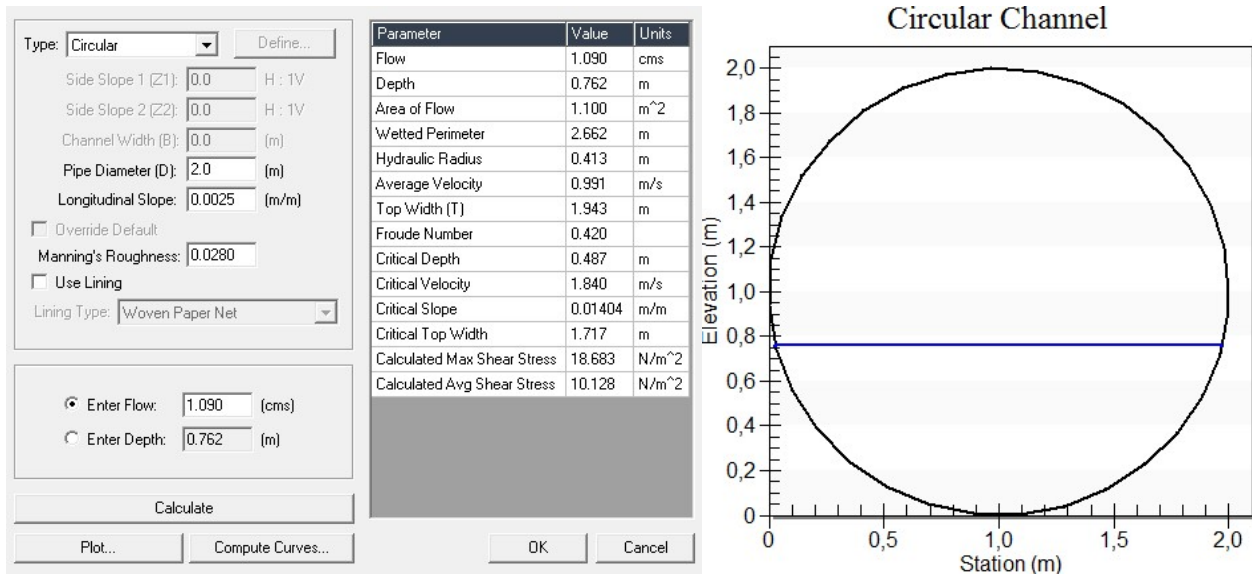 Type: Circular Define...
Side Slope 1 (Z1): 0.0 H : 1V
Side Slope 2 (Z2): 0.0 H : 1V
Channel Width (B): 0.0 (m)
Pipe Diameter (D): 2.0 (m)
Longitudinal Slope: 0.0025 (m/m)
Override Default
Manning's Roughness: 0.0280
Use Lining
Lining Type: Woven Paper Net
Enter Flow: 1.090 (cms)
Enter Depth: 0.762 (m)
Calculate
Plot... Compute Curves...
Parameter Value Units
Flow 1.090 cms
Depth 0.762 m
Area of Flow 1.100 m^2
Wetted Perimeter 2.662 m
Hydraulic Radius 0.413 m
Average Velocity 0.991 m/s
Top Width (T) 1.943 m
Froude Number 0.420
Critical Depth 0.487 m
Critical Velocity 1.840 m/s
Critical Slope 0.01404 m/m
Critical Top Width 1.717 m
Calculated Max Shear Stress 18.683 N/m^2
Calculated Avg Shear Stress 10.128 N/m^2
OK Cancel
Circular Channel
Elevation (m)
2,0
1,8
1,6
1,4
1,2
1,0
0,8
0,6
0,4
0,2
0
0 0,5 1,0 1,5 2,0
Station (m)